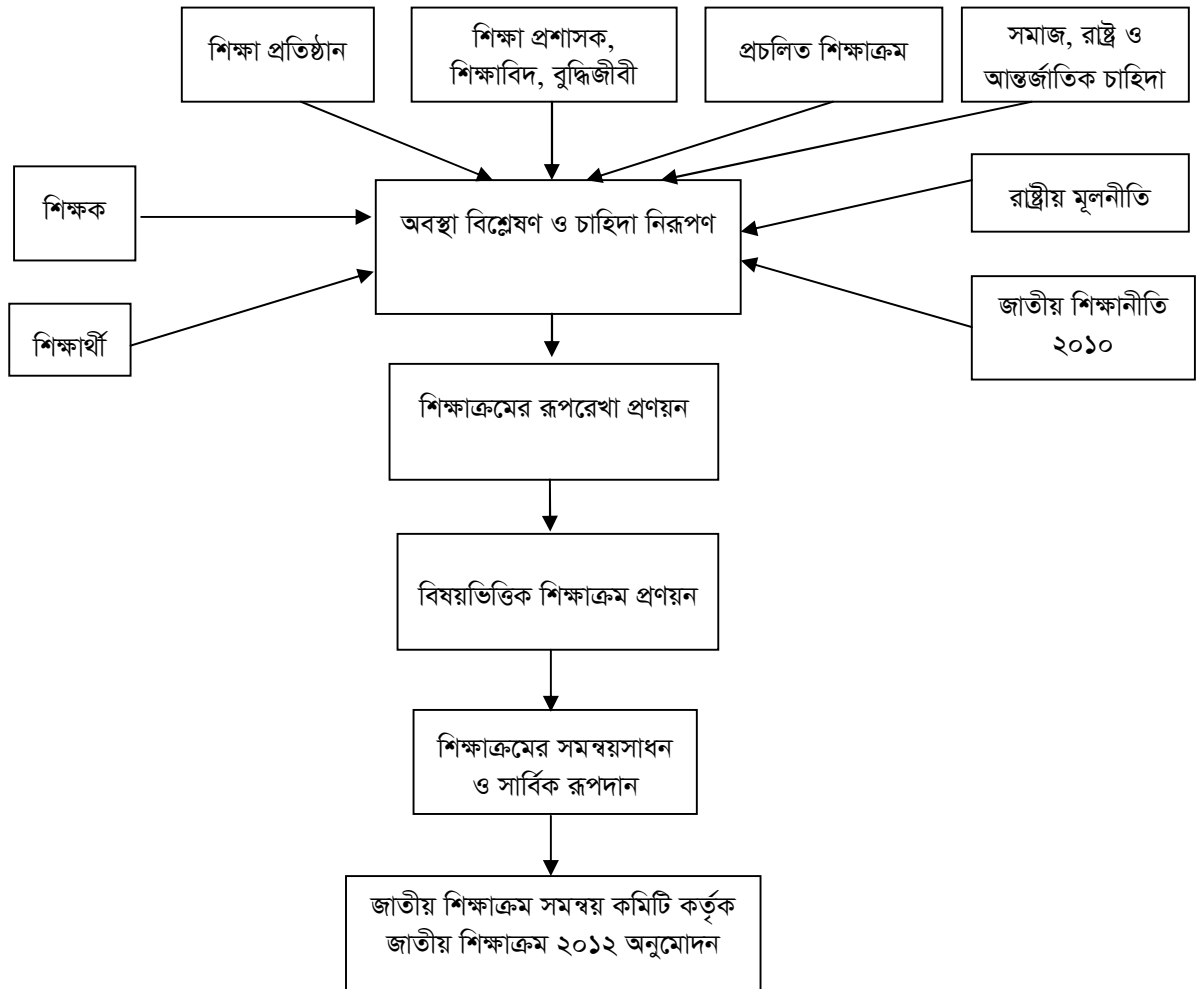 শিক্ষা প্রতিষ্ঠান
শিক্ষা প্রশাসক,
শিক্ষাবিদ, বুদ্ধিজীবী
প্রচলিত শিক্ষাক্রম
সমাজ, রাষ্ট্র ও
আন্তর্জাতিক চাহিদা
শিক্ষক
অবস্থা বিশ্লেষণ ও চাহিদা নিরূপণ
রাষ্ট্রীয় মূলনীতি
শিক্ষার্থী
জাতীয় শিক্ষানীতি
২০১০
শিক্ষাক্রমের রূপরেখা প্রণয়ন
বিষয়ভিত্তিক শিক্ষাক্রম প্রণয়ন
শিক্ষাক্রমের সমন্বয়সাধন
ও সার্বিক রূপদান
জাতীয় শিক্ষাক্রম সমন্বয় কমিটি কর্তৃক
জাতীয় শিক্ষাক্রম ২০১২ অনুমোদন